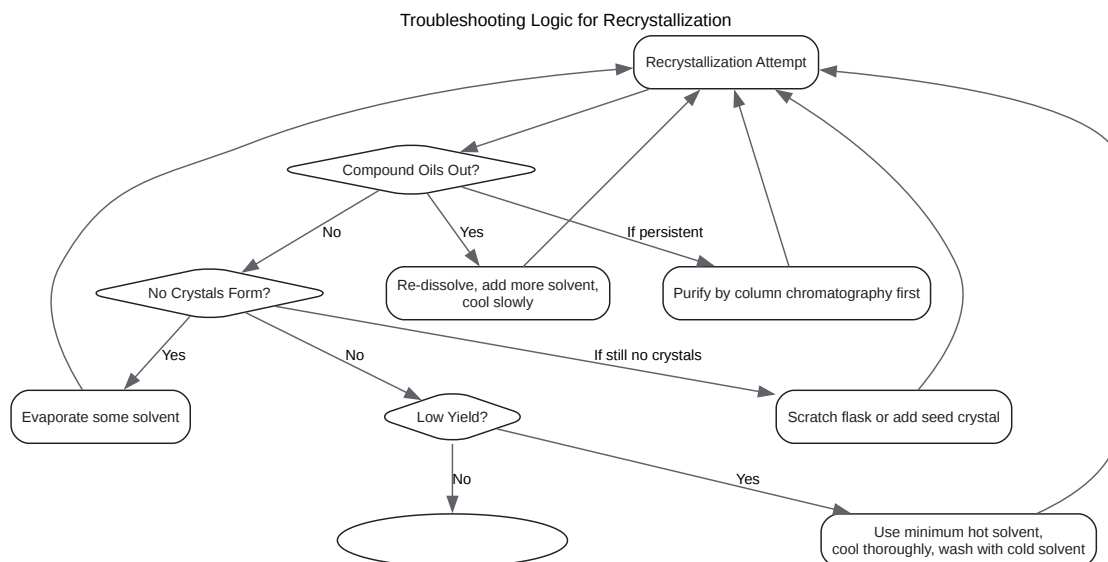 Troubleshooting Logic for Recrystallization
Recrystallization Attempt
Compound Oils Out?
No
Yes
If persistent
Re-dissolve, add more solvent,
cool slowly
Purify by column chromatography first
No Crystals Form?
Yes
No
If still no crystals
Evaporate some solvent
Low Yield?
Scratch flask or add seed crystal
No
Yes
Use minimum hot solvent,
cool thoroughly, wash with cold solvent